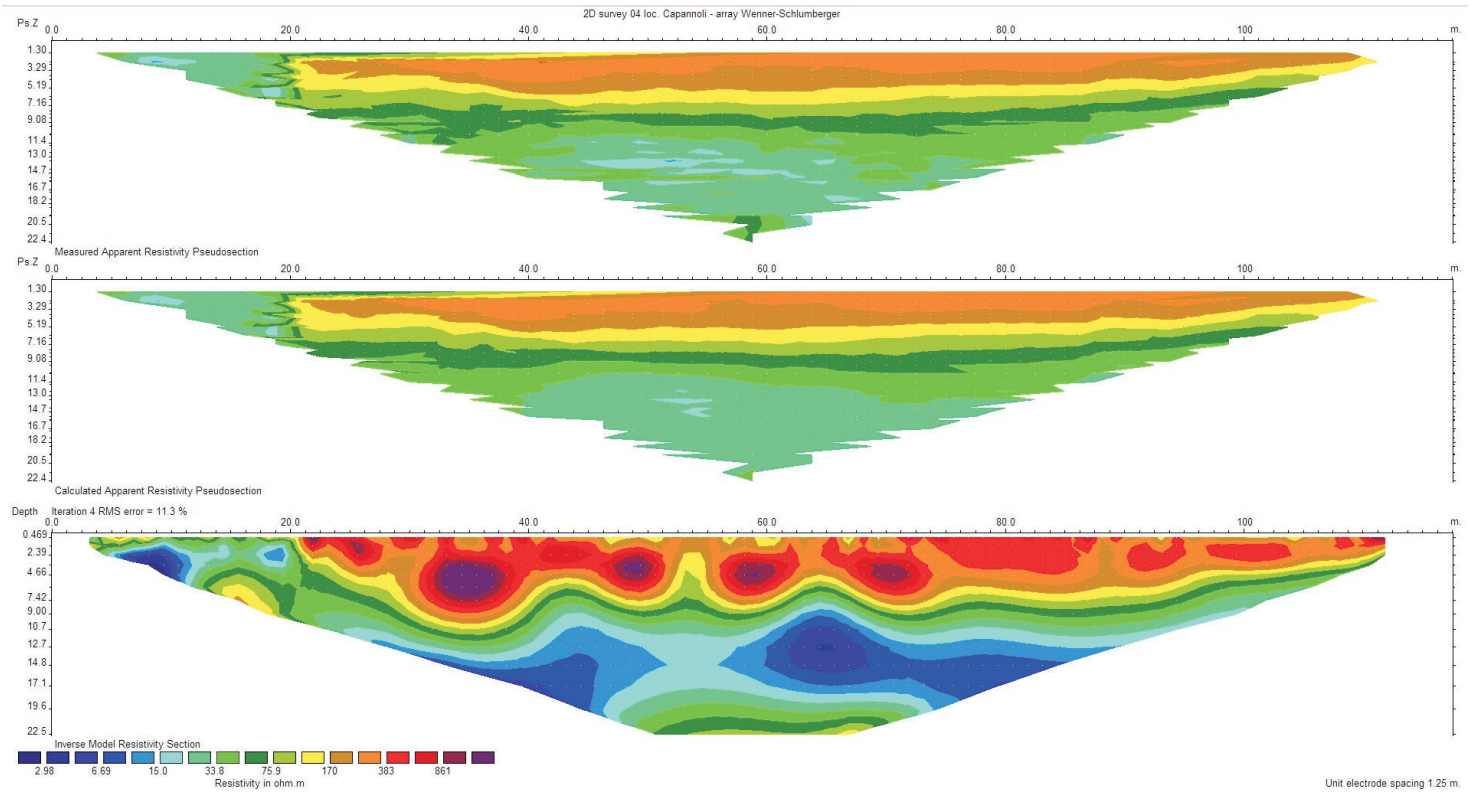 2D survey 04 loc. Capannoli - array Wenner-Schlumberger
Ps.Z
0.0 20.0 40.0 60.0 80.0 100 m.
1.30
3.29
5.19
7.16
9.08
11.4
13.0
14.7
16.7
18.2
20.5
22.4
Measured Apparent Resistivity Pseudosection
Ps.Z
0.0 20.0 40.0 60.0 80.0 100 m.
1.30
3.29
5.19
7.16
9.08
11.4
13.0
14.7
16.7
18.2
20.5
22.4
Calculated Apparent Resistivity Pseudosection
Depth Iteration 4 RMS error = 11.3 %
0.0 20.0 40.0 60.0 80.0 100 m.
0.469
2.39
4.66
7.42
9.00
10.7
12.7
14.8
17.1
19.6
22.5
Inverse Model Resistivity Section
2.98 6.69 15.0 33.8 75.9 170 383 861
Resistivity in ohm.m
Unit electrode spacing 1.25 m.